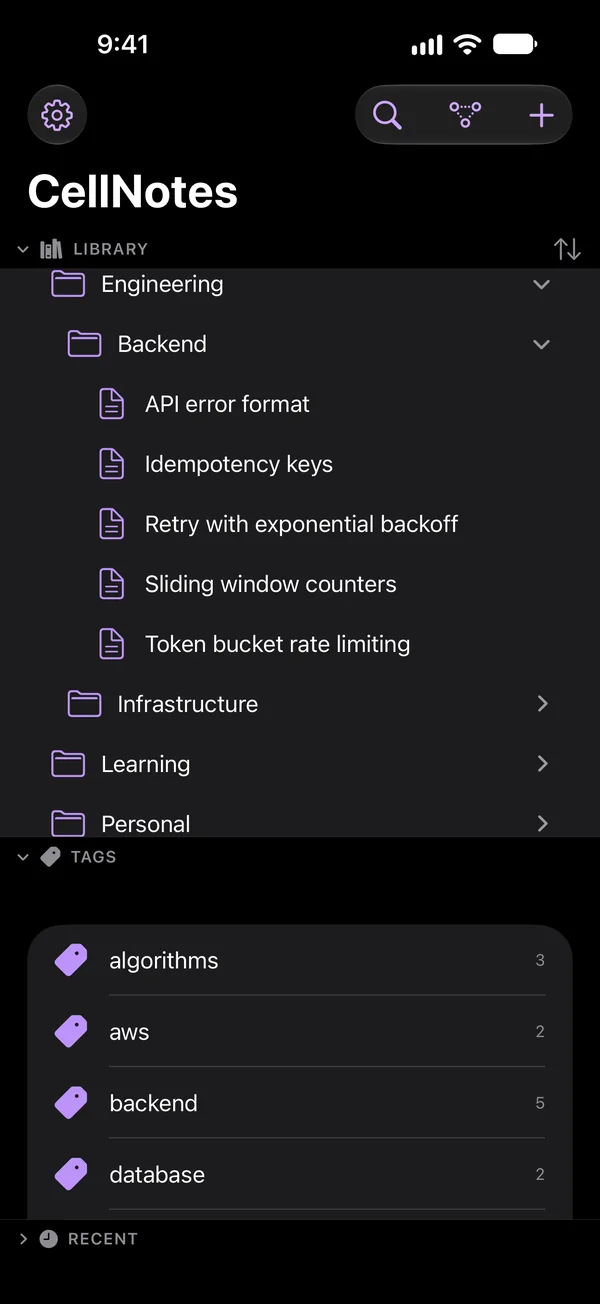 9:41
CellNotes
LIBRARY
Engineering
Backend
API error format
Idempotency keys
Retry with exponential backoff
Sliding window counters
Token bucket rate limiting
Infrastructure
Learning
Personal
TAGS
algorithms 3
aws 2
backend 5
database 2
RECENT